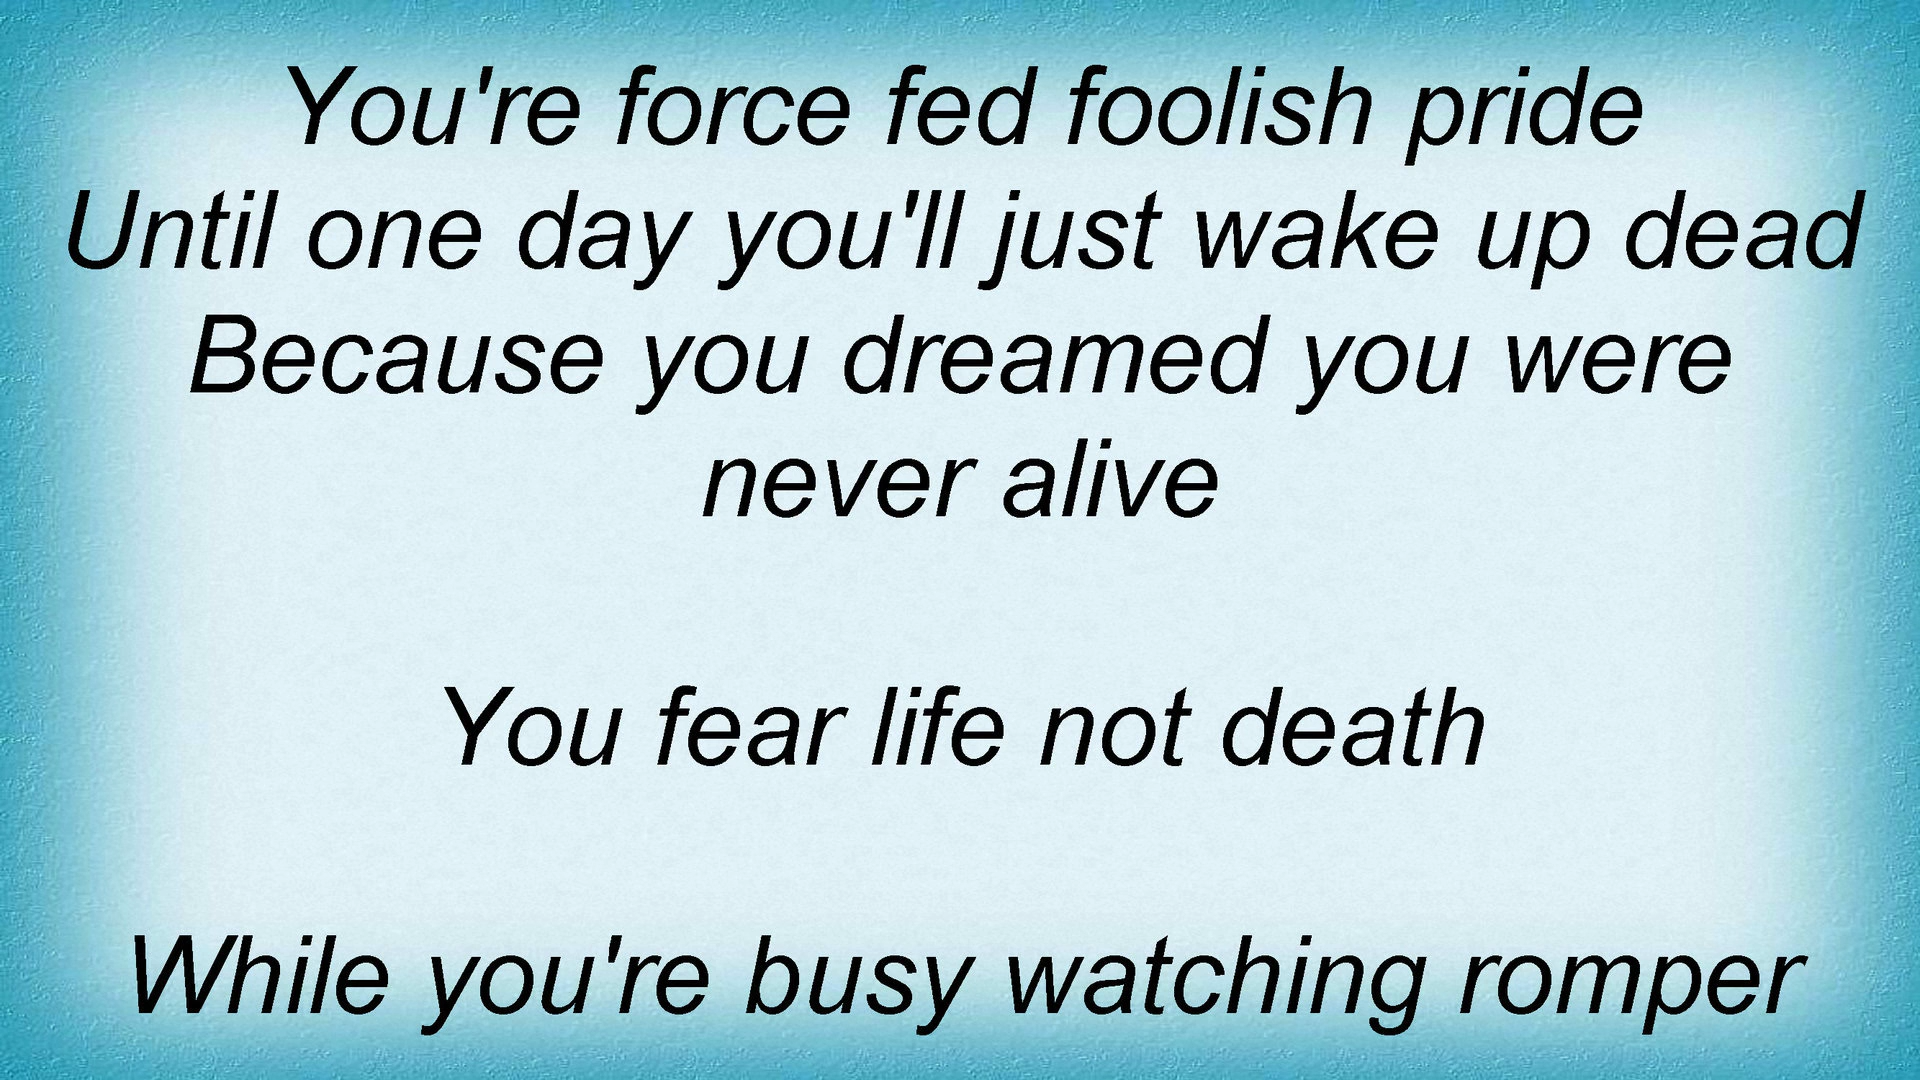 You're force fed foolish pride
Until one day you'll just wake up dead
Because you dreamed you were
never alive
You fear life not death
While you're busy watching romper